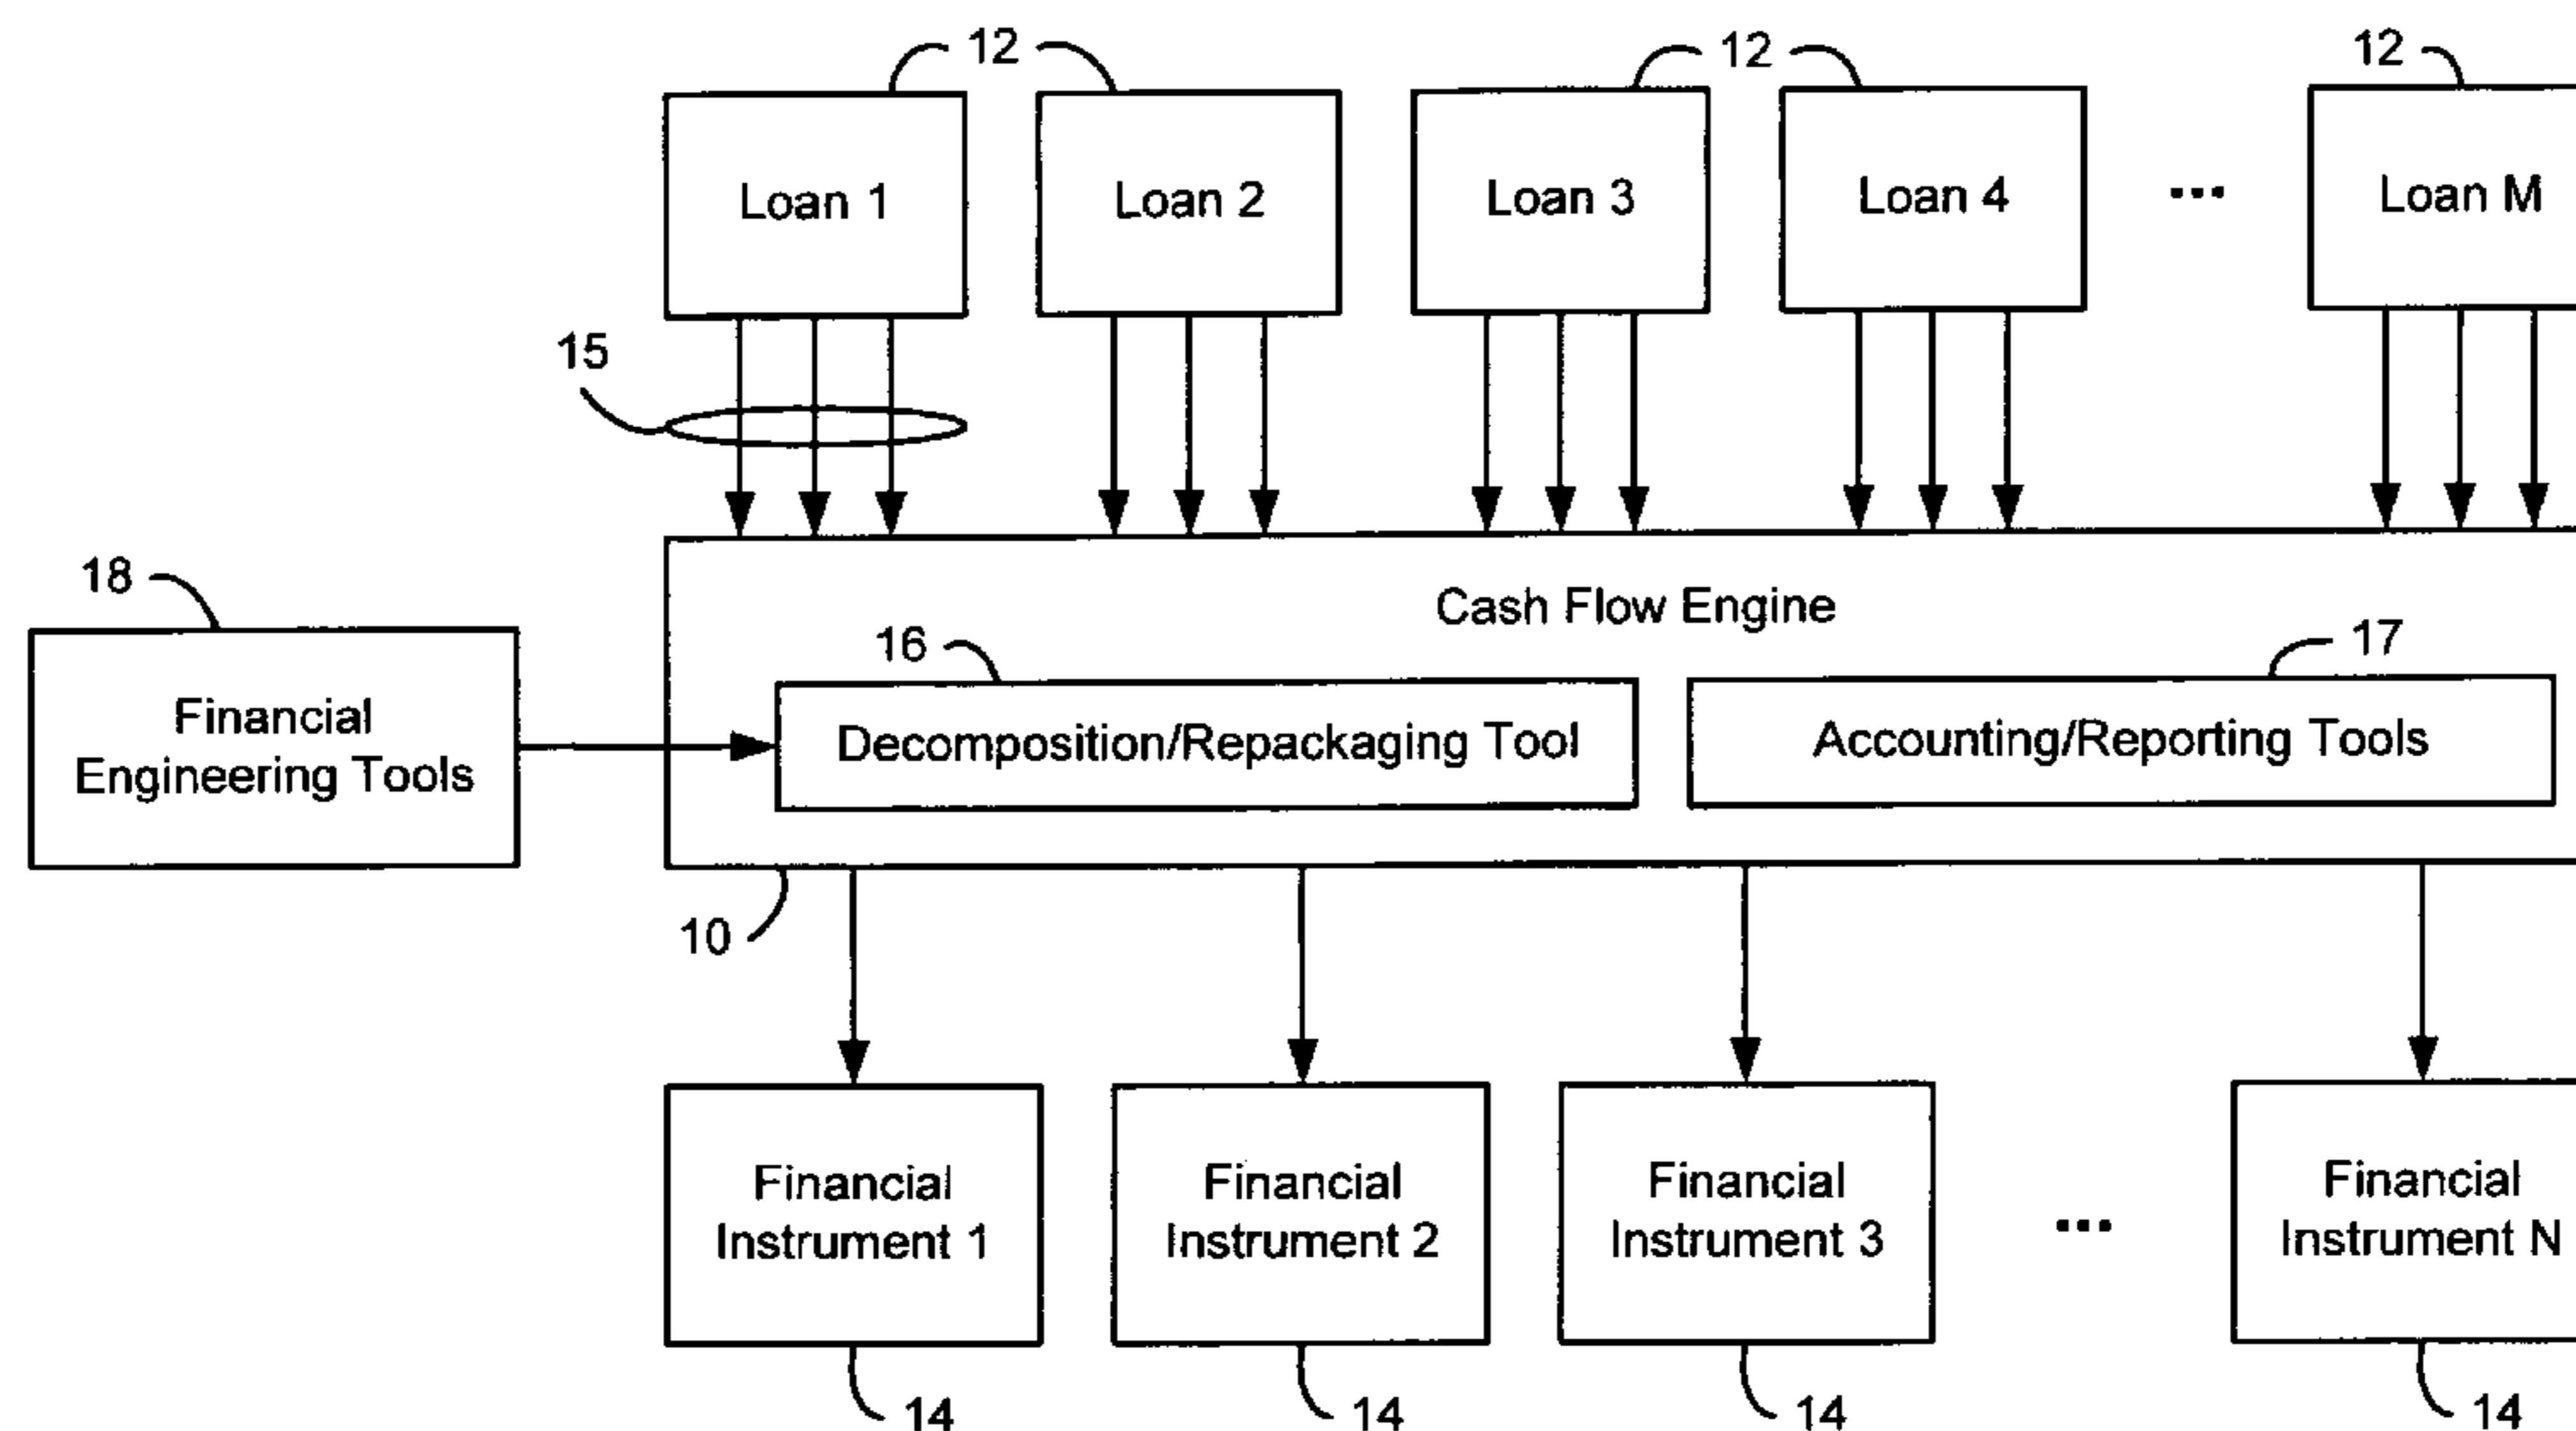 12
12
12
Loan 1
Loan 2
Loan 3
Loan 4
...
Loan M
15
18
Cash Flow Engine
16
17
Financial
Engineering Tools
Decomposition/Repackaging Tool
Accounting/Reporting Tools
10
Financial
Instrument 1
Financial
Instrument 2
Financial
Instrument 3
...
Financial
Instrument N
14
14
14
14